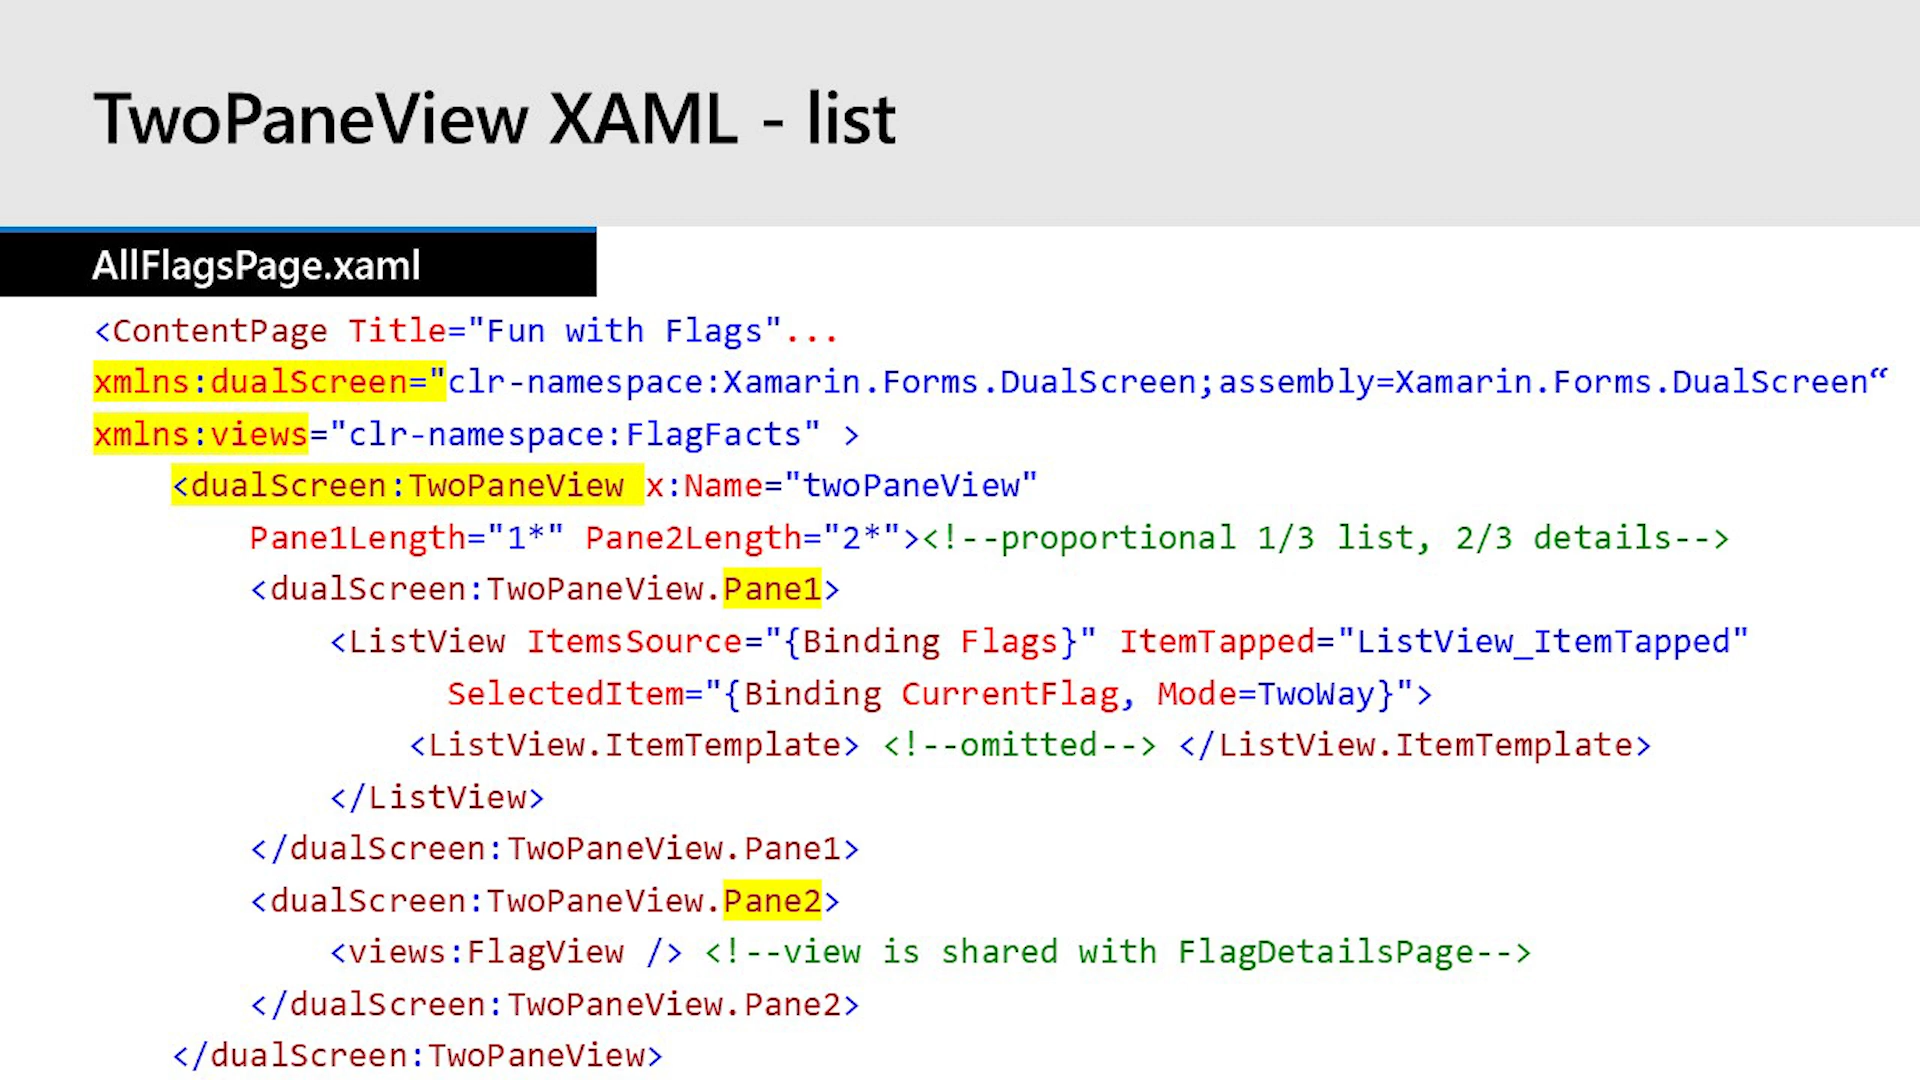 TwoPaneView XAML - list
AllFlagsPage.xaml
<ContentPage Title="Fun with Flags"...
xmlns:dualScreen="clr-namespace:Xamarin.Forms.DualScreen;assembly=Xamarin.Forms.DualScreen“
xmlns:views="clr-namespace:FlagFacts" >
<dualScreen:TwoPaneView x:Name="twoPaneView"
Pane1Length="1*" Pane2Length="2*"><!--proportional 1/3 list, 2/3 details-->
<dualScreen:TwoPaneView.Pane1>
<ListView ItemsSource="{Binding Flags}" ItemTapped="ListView_ItemTapped"
SelectedItem="{Binding CurrentFlag, Mode=TwoWay}">
<ListView.ItemTemplate> <!--omitted--> </ListView.ItemTemplate>
</ListView>
</dualScreen:TwoPaneView.Pane1>
<dualScreen:TwoPaneView.Pane2>
<views:FlagView /> <!--view is shared with FlagDetailsPage-->
</dualScreen:TwoPaneView.Pane2>
</dualScreen:TwoPaneView>